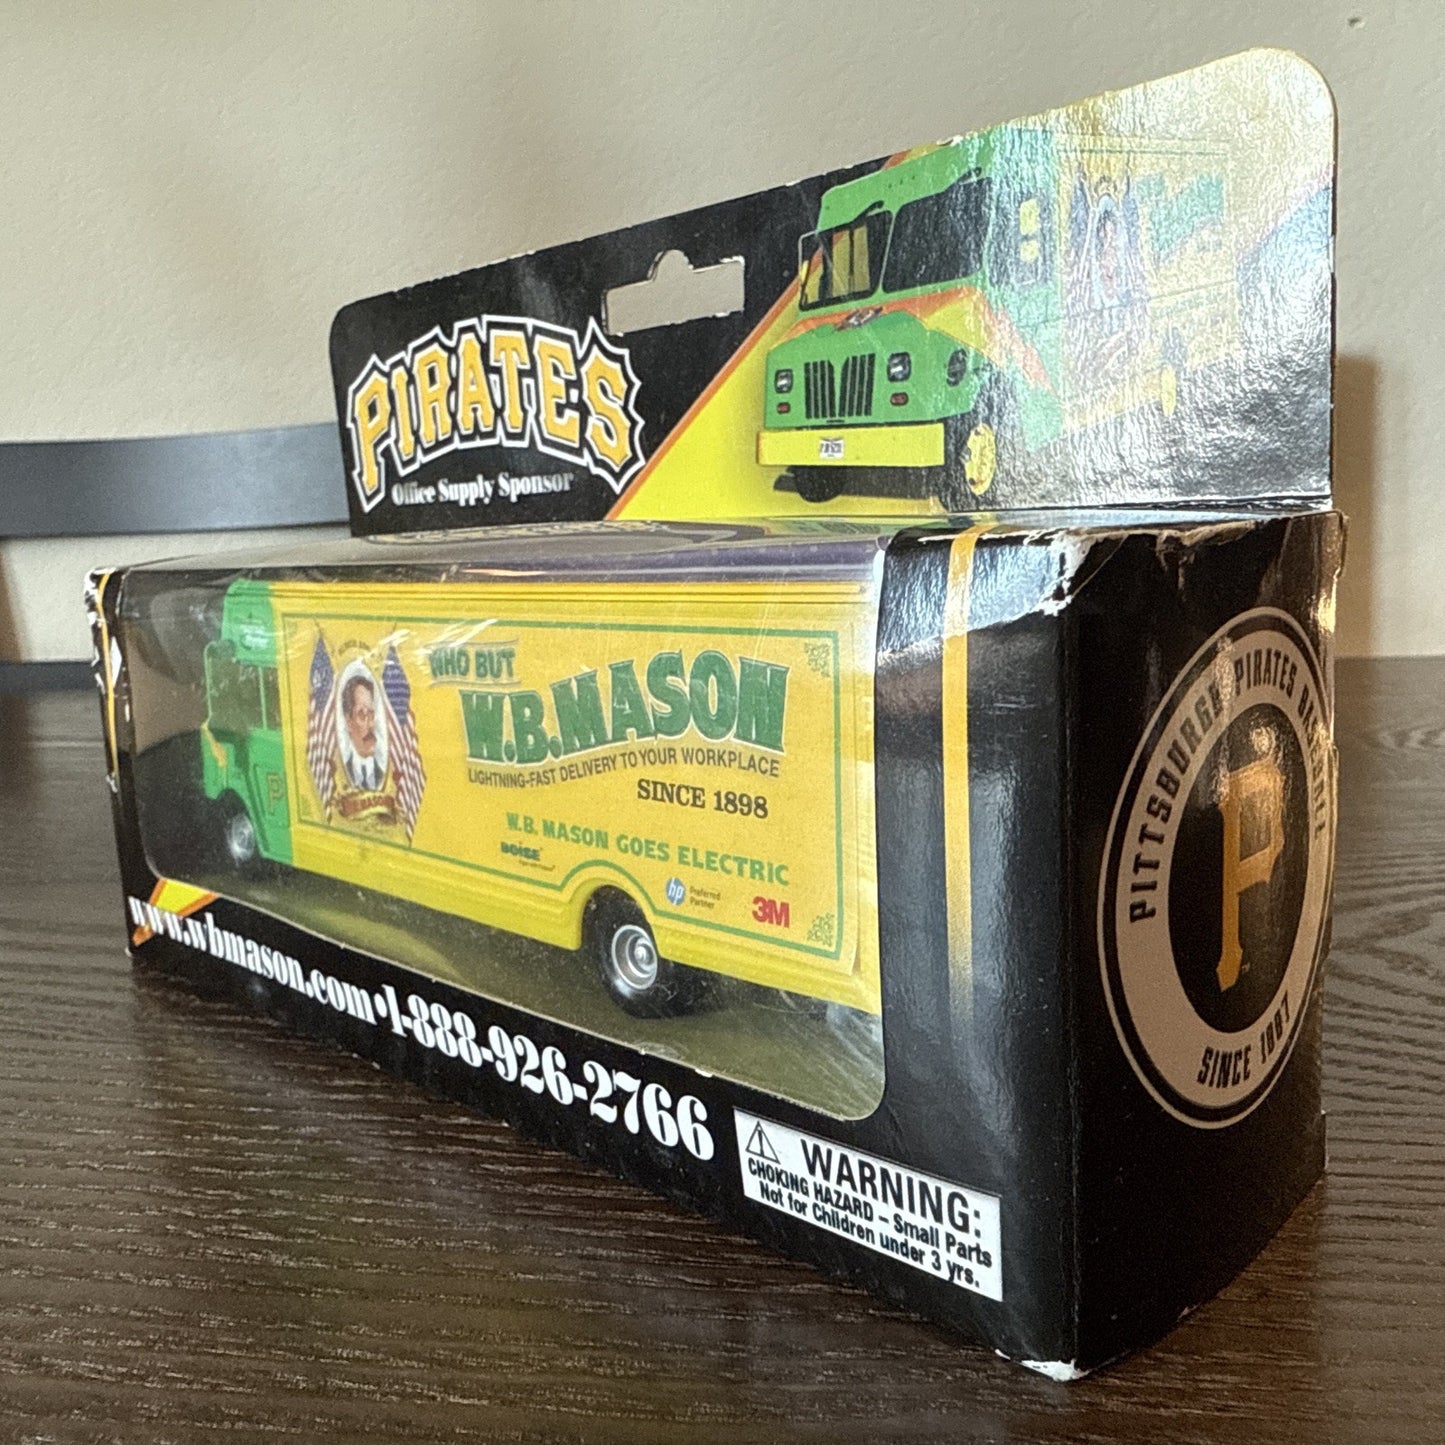 PIRATES
Office Supply Sponsor
WHO BUT
W.B.MASON
LIGHTNING-FAST DELIVERY TO YOUR WORKPLACE
SINCE 1898
W.B. MASON GOES ELECTRIC
BOISE
hp Preferred
Partner
3M
P
www.wbmason.com•1-888-926-2766
WARNING:
CHOKING HAZARD – Small Parts
Not for Children under 3 yrs.
PITTSBURGH PIRATES BASEBALL
P
SINCE 1887